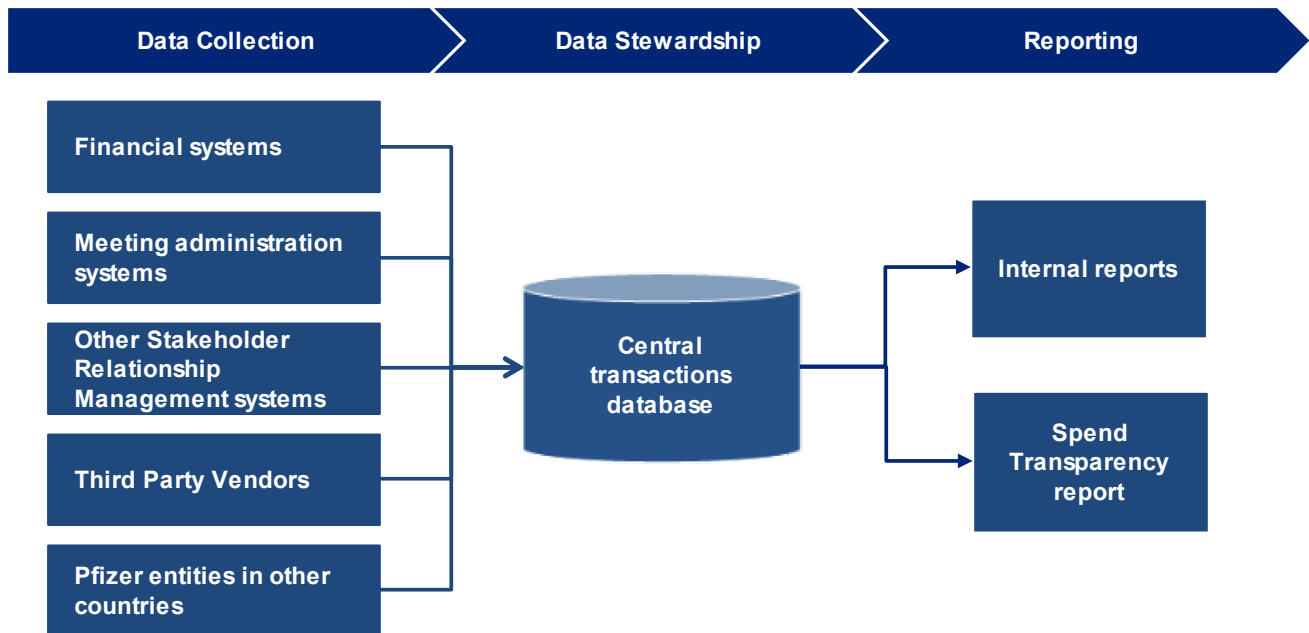 Data Collection
Data Stewardship
Reporting
Financial systems
Meeting administration
systems
Other Stakeholder
Relationship
Management systems
Third Party Vendors
Pfizer entities in other
countries
Central
transactions
database
Internal reports
Spend
Transparency
report